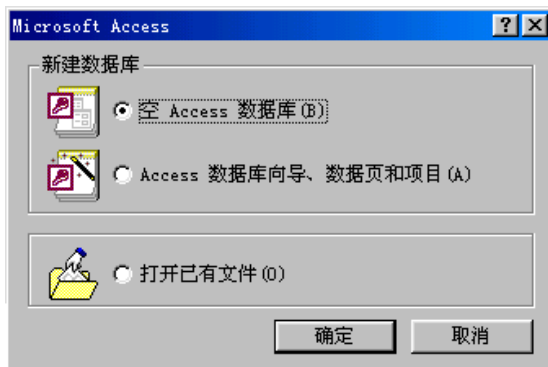 Microsoft Access
新建数据库
空 Access 数据库(B)
Access 数据库向导、数据页和项目(A)
打开已有文件(O)
确定 取消